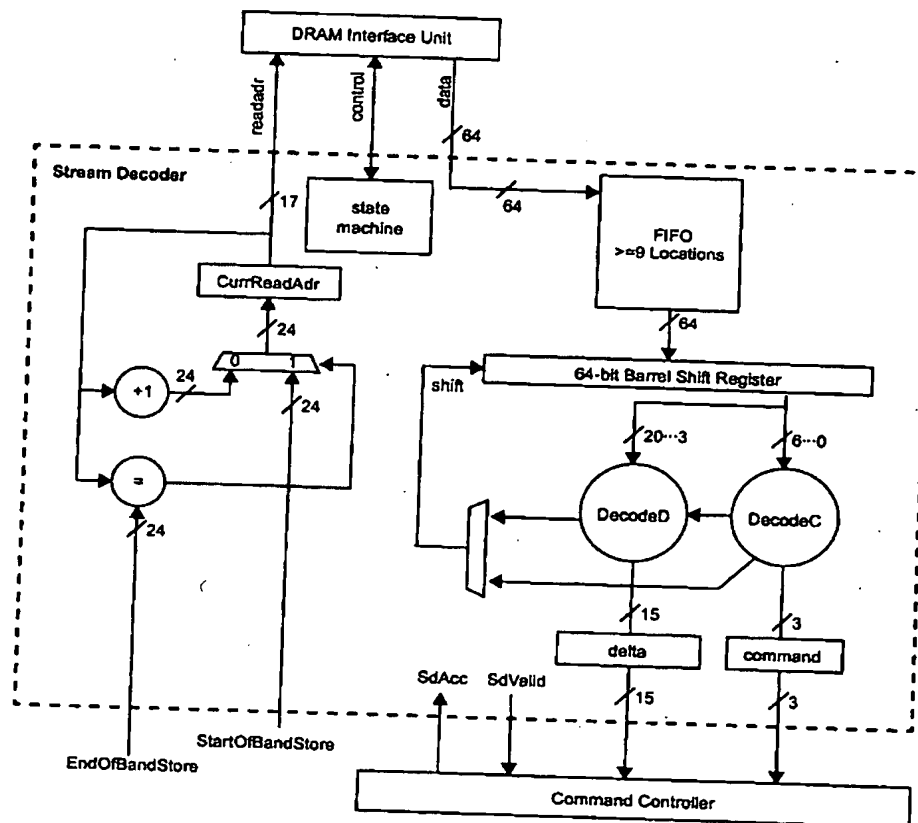 DRAM Interface Unit
readadr
control
data
64
Stream Decoder
17
state
machine
64
FIFO
>=9 Locations
CurrReadAdr
64
24
0 1
shift
64-bit Barrel Shift Register
+1
24
24
20...3
6...0
=
DecodeD
DecodeC
24
15
3
delta
command
SdAcc
SdValid
15
3
StartOfBandStore
EndOfBandStore
Command Controller